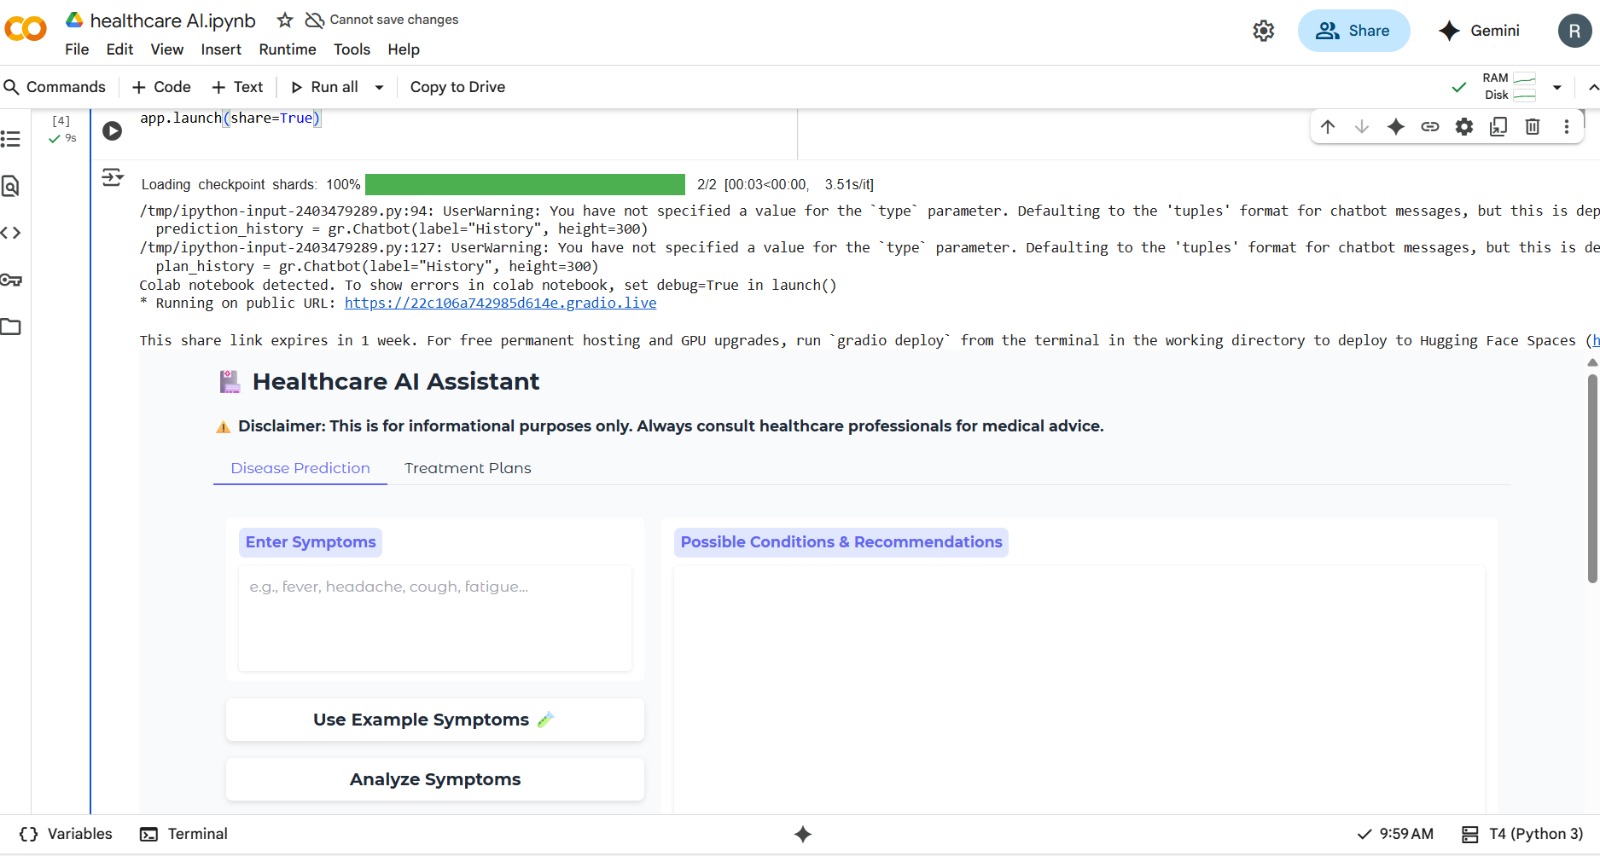 healthcare AI.ipynb
Cannot save changes
File Edit View Insert Runtime Tools Help
Share
Gemini
R
Commands + Code + Text Run all Copy to Drive
RAM
Disk
[4]
9s
app.launch(share=True)
Loading checkpoint shards: 100% 2/2 [00:03<00:00, 3.51s/it]
/tmp/ipython-input-2403479289.py:94: UserWarning: You have not specified a value for the `type` parameter. Defaulting to the 'tuples' format for chatbot messages, but this is dep
prediction_history = gr.Chatbot(label="History", height=300)
/tmp/ipython-input-2403479289.py:127: UserWarning: You have not specified a value for the `type` parameter. Defaulting to the 'tuples' format for chatbot messages, but this is de
plan_history = gr.Chatbot(label="History", height=300)
Colab notebook detected. To show errors in colab notebook, set debug=True in launch()
* Running on public URL: https://22c106a742985d614e.gradio.live
This share link expires in 1 week. For free permanent hosting and GPU upgrades, run `gradio deploy` from the terminal in the working directory to deploy to Hugging Face Spaces (h
Healthcare AI Assistant
Disclaimer: This is for informational purposes only. Always consult healthcare professionals for medical advice.
Disease Prediction Treatment Plans
Enter Symptoms
e.g., fever, headache, cough, fatigue...
Possible Conditions & Recommendations
Use Example Symptoms
Analyze Symptoms
Variables Terminal
9:59 AM T4 (Python 3)